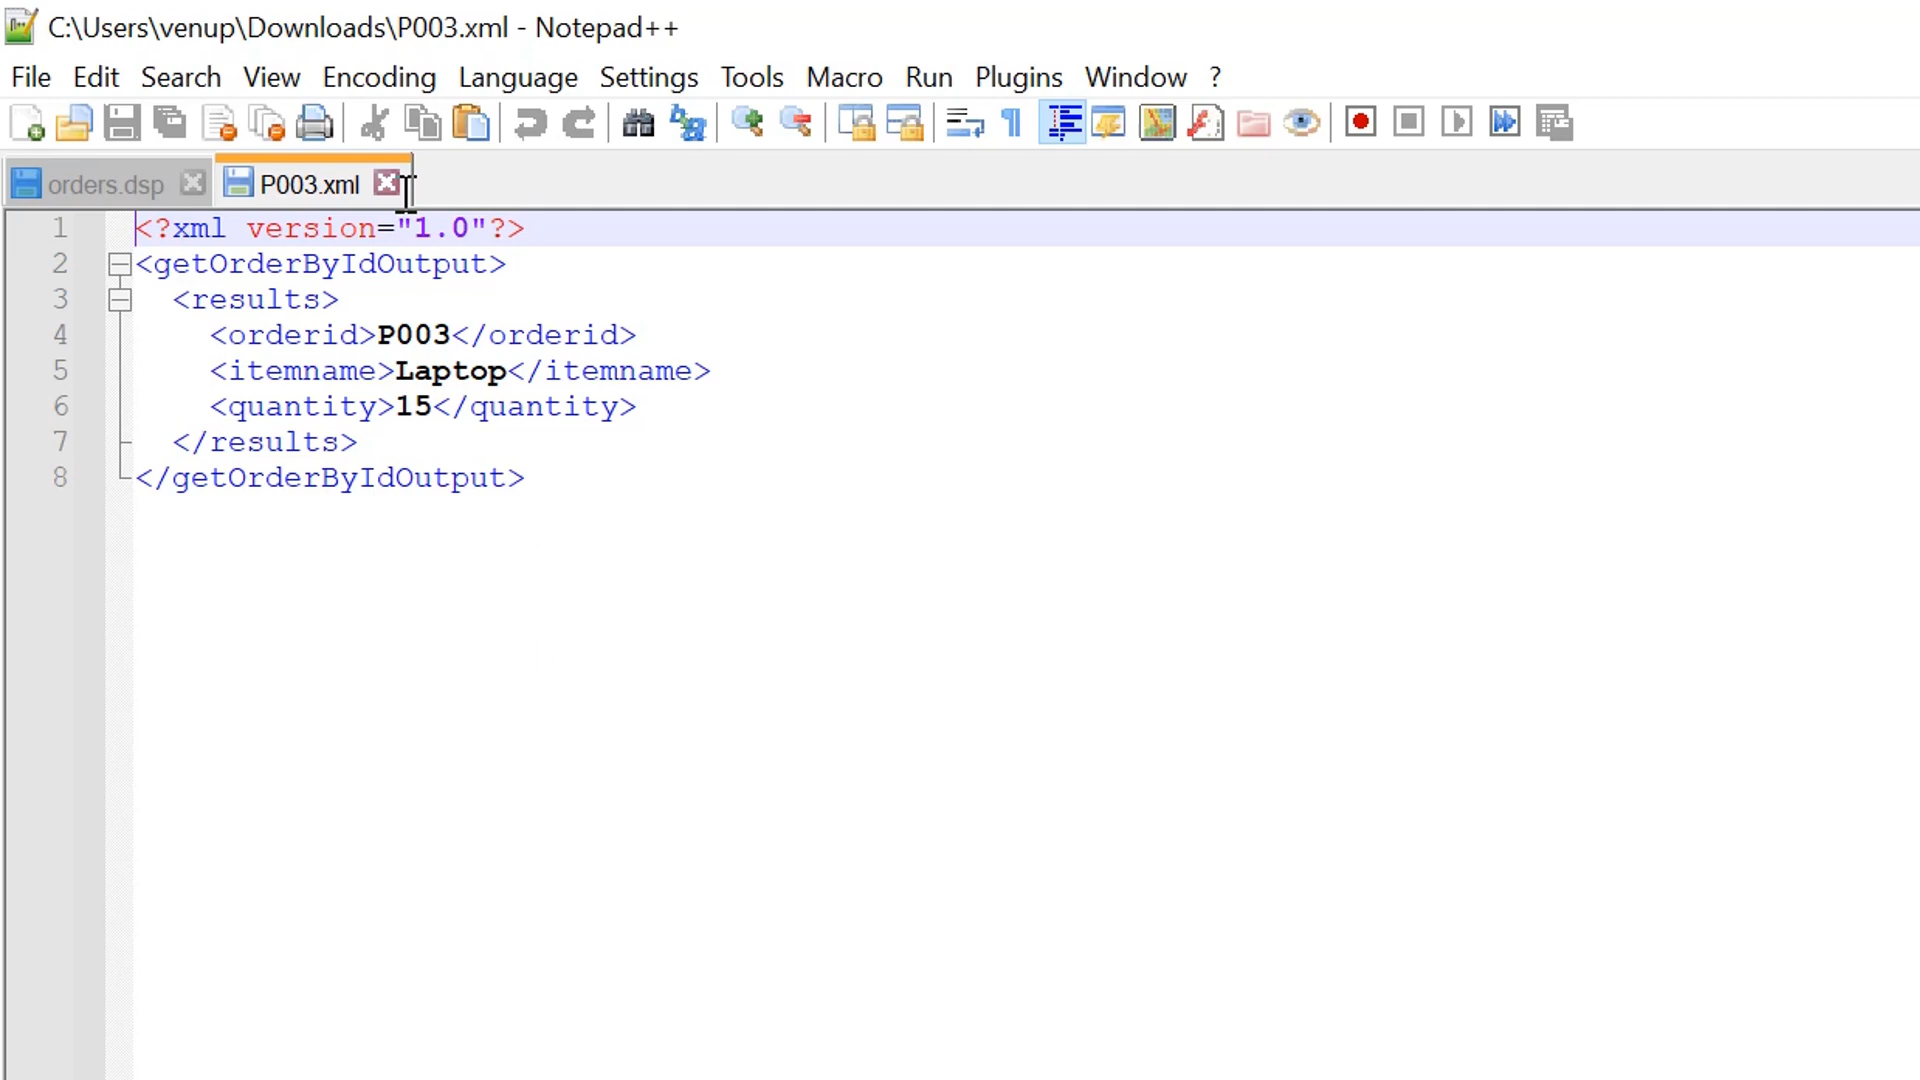 C:\Users\venup\Downloads\P003.xml - Notepad++
File Edit Search View Encoding Language Settings Tools Macro Run Plugins Window ?
orders.dsp P003.xml
1 <?xml version="1.0"?>
2 <getOrderByIdOutput>
3 <results>
4 <orderid>P003</orderid>
5 <itemname>Laptop</itemname>
6 <quantity>15</quantity>
7 </results>
8 </getOrderByIdOutput>